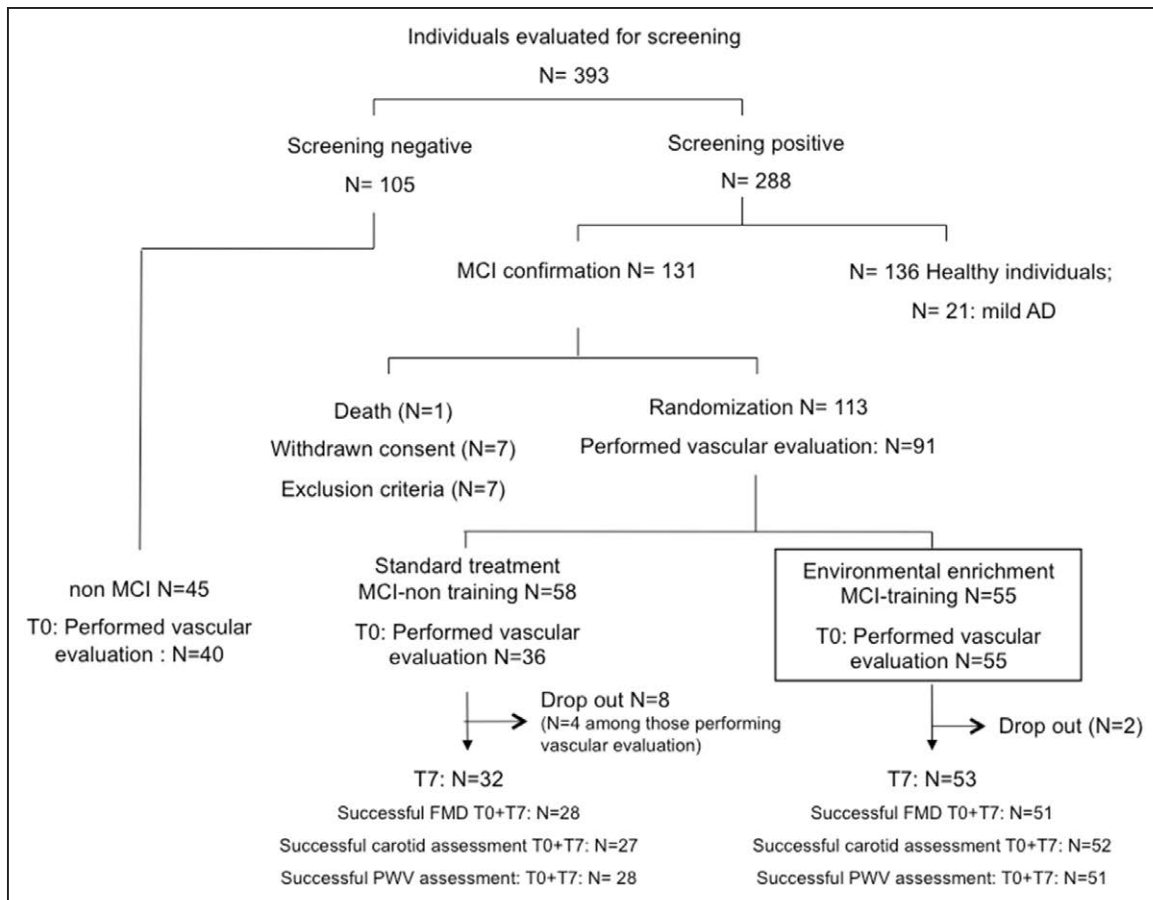 Individuals evaluated for screening
N= 393
Screening negative
N= 105
Screening positive
N= 288
MCI confirmation N= 131
N= 136 Healthy individuals;
N= 21: mild AD
Death (N=1)
Withdrawn consent (N=7)
Exclusion criteria (N=7)
Randomization N= 113
Performed vascular evaluation: N=91
non MCI N=45
T0: Performed vascular
evaluation : N=40
Standard treatment
MCI-non training N=58
T0: Performed vascular
evaluation N=36
Environmental enrichment
MCI-training N=55
T0: Performed vascular
evaluation N=55
Drop out N=8
(N=4 among those performing
vascular evaluation)
Drop out (N=2)
T7: N=32
Successful FMD T0+T7: N=28
Successful carotid assessment T0+T7: N=27
Successful PWV assessment: T0+T7: N= 28
T7: N=53
Successful FMD T0+T7: N=51
Successful carotid assessment T0+T7: N=52
Successful PWV assessment: T0+T7: N=51